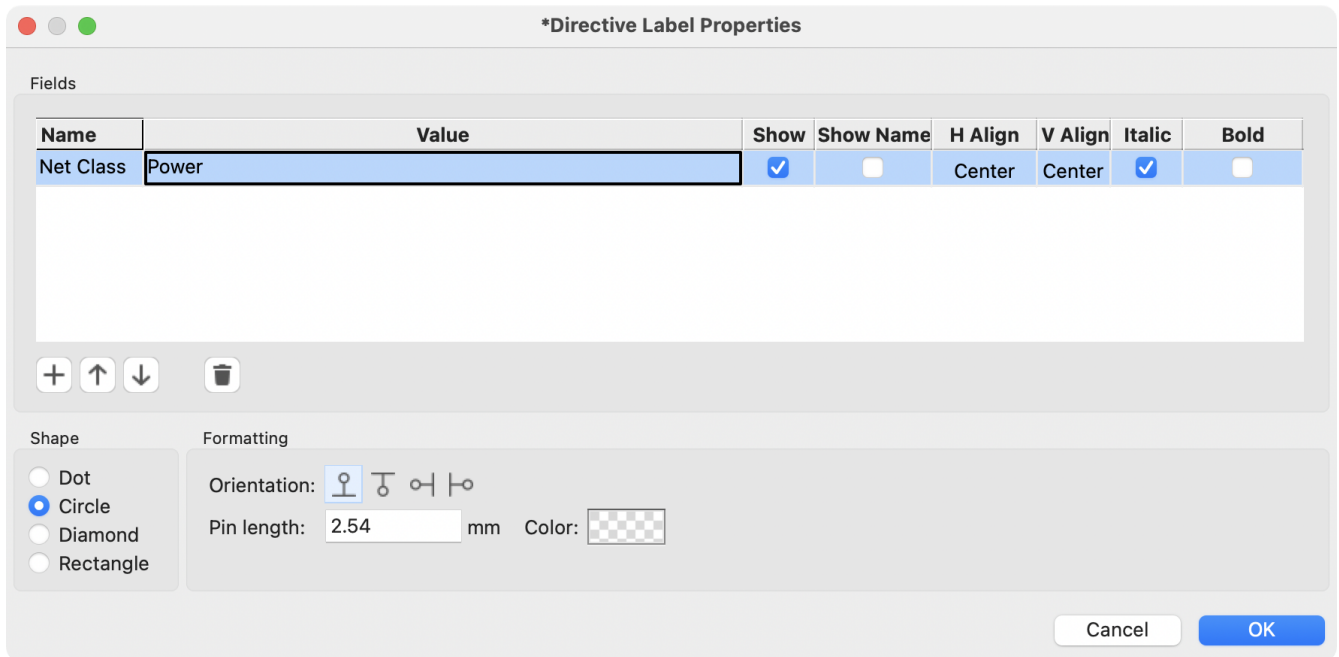 *Directive Label Properties
Fields
Name Value Show Show Name H Align V Align Italic Bold
Net Class Power Center Center
Shape
Dot
Circle
Diamond
Rectangle
Formatting
Orientation:
Pin length: 2.54 mm Color:
Cancel OK